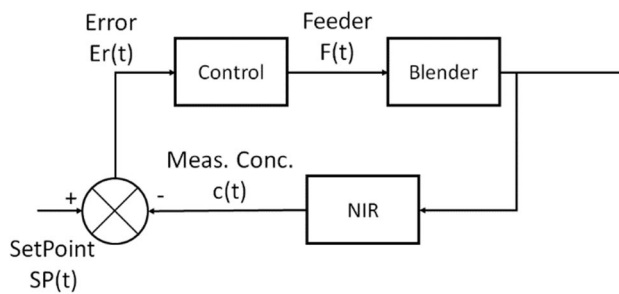 Error
Er(t)
Feeder
F(t)
Control
Blender
Meas. Conc.
c(t)
NIR
+
-
SetPoint
SP(t)